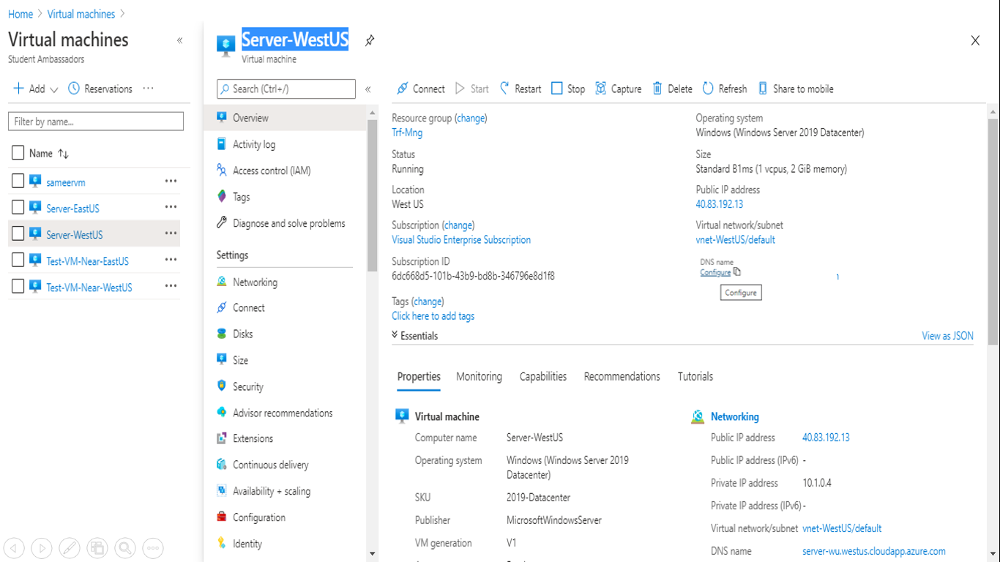 Home > Virtual machines >
Virtual machines «
Student Ambassadors
+ Add Reservations ...
Filter by name...
Name ↑↓
sameervm ...
Server-EastUS ...
Server-WestUS ...
Test-VM-Near-EastUS ...
Test-VM-Near-WestUS ...
Server-WestUS
Virtual machine
Search (Ctrl+/) «
Overview
Activity log
Access control (IAM)
Tags
Diagnose and solve problems
Settings
Networking
Connect
Disks
Size
Security
Advisor recommendations
Extensions
Continuous delivery
Availability + scaling
Configuration
Identity
Connect Start Restart Stop Capture Delete Refresh Share to mobile
Resource group (change)
Trf-Mng
Status
Running
Location
West US
Subscription (change)
Visual Studio Enterprise Subscription
Subscription ID
6dc668d5-101b-43b9-bd8b-346796e8d1f8
Tags (change)
Click here to add tags
Operating system
Windows (Windows Server 2019 Datacenter)
Size
Standard B1ms (1 vcpus, 2 GiB memory)
Public IP address
40.83.192.13
Virtual network/subnet
vnet-WestUS/default
DNS name
Configure
Configure
Essentials View as JSON
Properties Monitoring Capabilities Recommendations Tutorials
Virtual machine
Computer name Server-WestUS
Operating system Windows (Windows Server 2019
Datacenter)
SKU 2019-Datacenter
Publisher MicrosoftWindowsServer
VM generation V1
Networking
Public IP address 40.83.192.13
Public IP address (IPv6) -
Private IP address 10.1.0.4
Private IP address (IPv6) -
Virtual network/subnet vnet-WestUS/default
DNS name server-wu.westus.cloudapp.azure.com